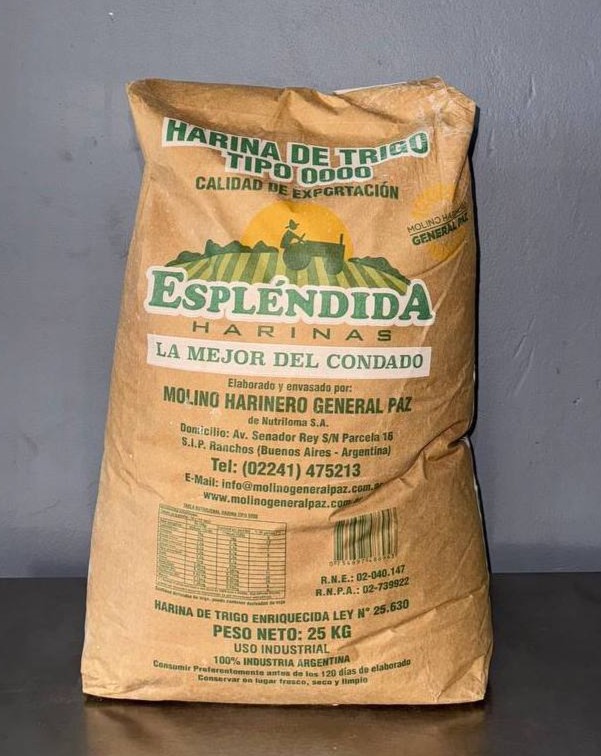 HARINA DE TRIGO
TIPO 0000
CALIDAD DE EXPORTACIÓN
MOLINO
GENERAL PAZ
ESPLÉNDIDA
HARINAS
LA MEJOR DEL CONDADO
Elaborado y envasado por:
MOLINO HARINERO GENERAL PAZ
de Nutriloma S.A.
Domicilio: Av. Senador Rey S/N Parcela 16
S.I.P. Ranchos (Buenos Aires - Argentina)
Tel: (02241) 475213
E-Mail: info@molinogeneralpaz.com.ar
www.molinogeneralpaz.com
R.N.E.: 02-040.147
R.N.P.A.: 02-739922
HARINA DE TRIGO ENRIQUECIDA LEY N° 25.630
PESO NETO: 25 KG
USO INDUSTRIAL
100% INDUSTRIA ARGENTINA
Consumir Preferentemente antes de los 120 días de elaborado
Conservar en lugar fresco, seco y limpio